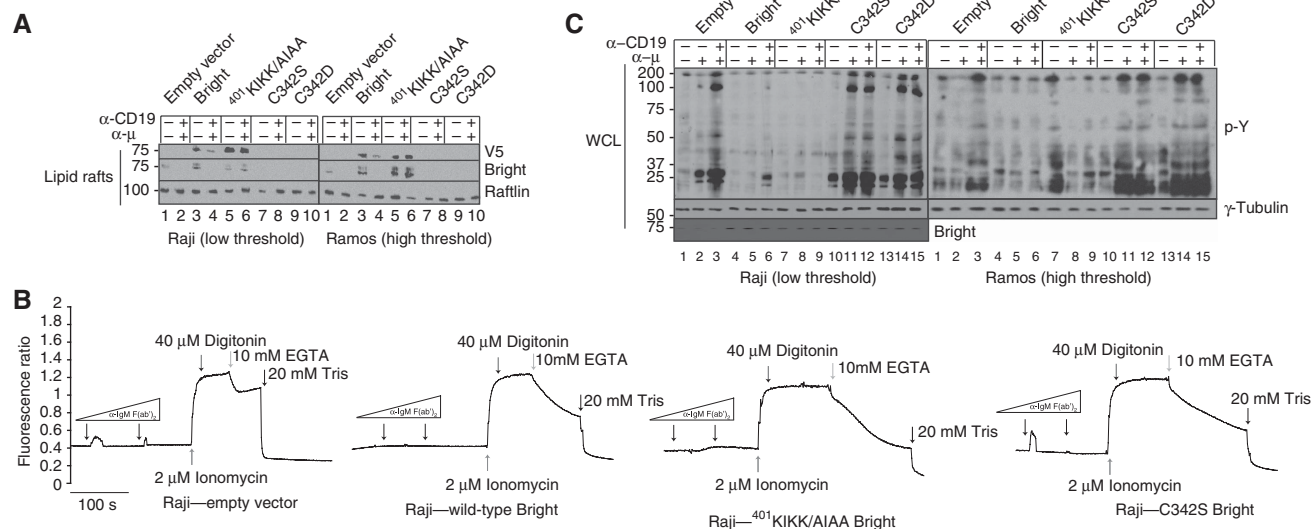 A
Empty vector
Bright
⁴⁰¹KIKK/AIAA
C342S
C342D
Empty vector
Bright
⁴⁰¹KIKK/AIAA
C342S
C342D
α-CD19 − + − + − + − + − + − + − + − + − + − +
α-μ − + − + − + − + − + − + − + − + − + − +
Lipid rafts
75 V5
75 Bright
100 Raftlin
1 2 3 4 5 6 7 8 9 10 1 2 3 4 5 6 7 8 9 10
Raji (low threshold) Ramos (high threshold)
C
Empty
Bright
⁴⁰¹KIKK
C342S
C342D
Empty
Bright
⁴⁰¹KIKK
C342S
C342D
α–CD19 − − + − − + − − + − − + − − + − − + − − + − − + − − + − − +
α–μ − + + − + + − + + − + + − + + − + + − + + − + + − + + − + +
WCL
200
100
75
50
37
25
p-Y
50 γ-Tubulin
75 Bright
1 2 3 4 5 6 7 8 9 10 11 12 13 14 15 1 2 3 4 5 6 7 8 9 10 11 12 13 14 15
Raji (low threshold) Ramos (high threshold)
B
Fluorescence ratio
2
1.8
1.6
1.4
1.2
1.0
0.8
0.6
0.4
0.2
0
100 s
α-IgM F(ab')₂
40 μM Digitonin
10 mM EGTA
20 mM Tris
2 μM Ionomycin
Raji—empty vector
α-IgM F(ab')₂
40 μM Digitonin
10mM EGTA
20 mM Tris
2 μM Ionomycin
Raji—wild-type Bright
α-IgM F(ab')₂
40 μM Digitonin
10mM EGTA
20 mM Tris
2 μM Ionomycin
Raji—⁴⁰¹KIKK/AIAA Bright
α-IgM F(ab')₂
40 μM Digitonin
10 mM EGTA
20 mM Tris
2 μM Ionomycin
Raji—C342S Bright